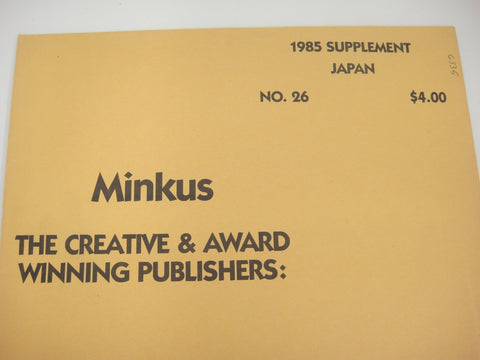 1985 SUPPLEMENT
JAPAN
NO. 26 $4.00
Minkus
THE CREATIVE & AWARD
WINNING PUBLISHERS: